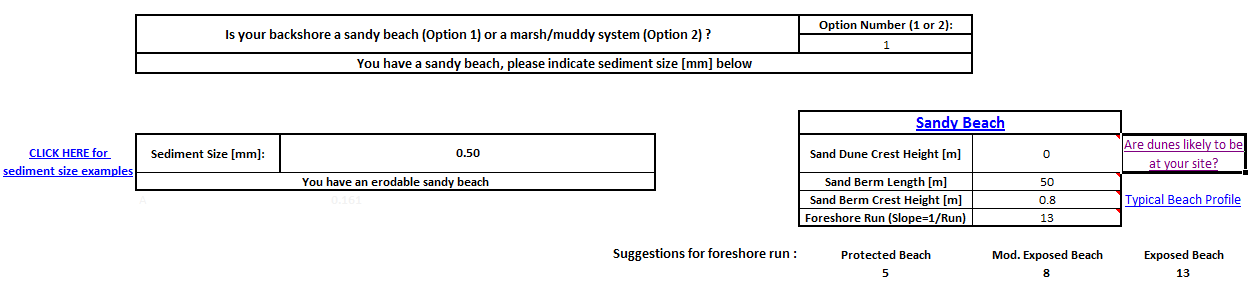 Is your backshore a sandy beach (Option 1) or a marsh/muddy system (Option 2) ?
Option Number (1 or 2):
1
You have a sandy beach, please indicate sediment size [mm] below
CLICK HERE for
sediment size examples
Sediment Size [mm]:
0.50
You have an erodable sandy beach
A
0.161
Sandy Beach
Sand Dune Crest Height [m]
0
Are dunes likely to be
at your site?
Sand Berm Length [m]
50
Sand Berm Crest Height [m]
0.8
Typical Beach Profile
Foreshore Run (Slope=1/Run)
13
Suggestions for foreshore run :
Protected Beach
Mod. Exposed Beach
Exposed Beach
5
8
13